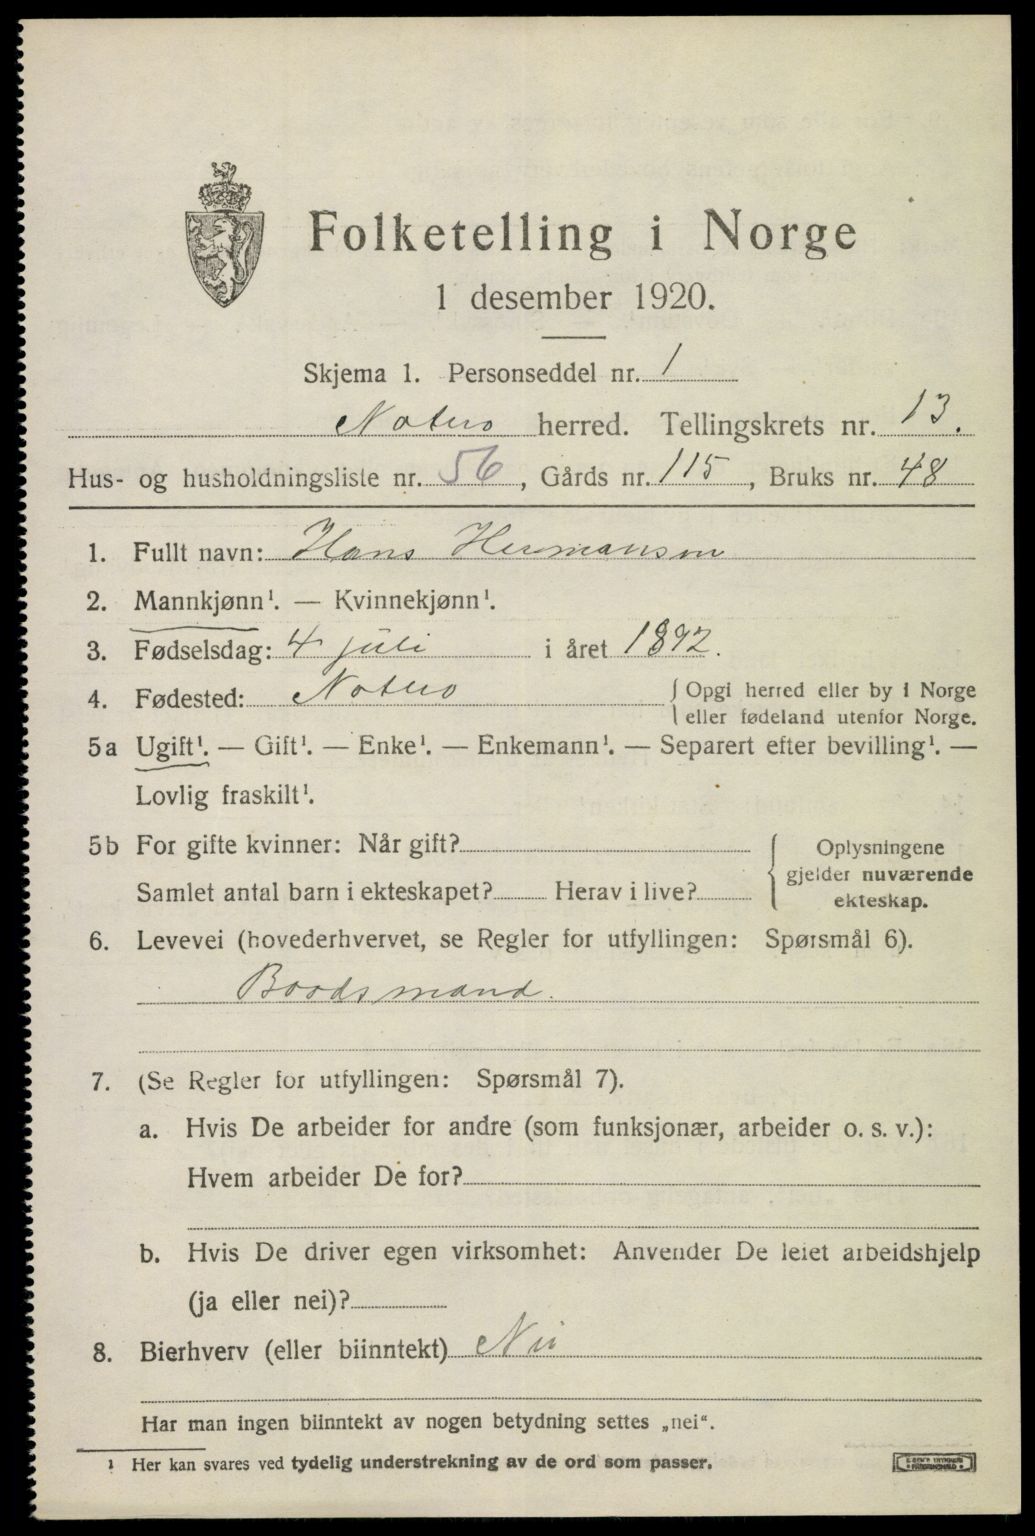 Folketelling i Norge
1 desember 1920.
Skjema 1. Personseddel nr. 1
Notero herred. Tellingskrets nr. 13.
Hus- og husholdningsliste nr. 56, Gårds nr. 115, Bruks nr. 48
1. Fullt navn: Hans Hermansen
2. Mannkjønn¹. — Kvinnekjønn¹.
3. Fødselsdag: 4 juli i året 1892.
4. Fødested: Notero { Opgi herred eller by i Norge
eller fødeland utenfor Norge.
5a Ugift¹. — Gift¹. — Enke¹. — Enkemann¹. — Separert efter bevilling¹. —
Lovlig fraskilt¹.
5b For gifte kvinner: Når gift? { Oplysningene
gjelder nuværende
Samlet antal barn i ekteskapet? Herav i live?
ekteskap.
6. Levevei (hovederhvervet, se Regler for utfyllingen: Spørsmål 6).
Boodsmand.
7. (Se Regler for utfyllingen: Spørsmål 7).
a. Hvis De arbeider for andre (som funksjonær, arbeider o. s. v.):
Hvem arbeider De for?
b. Hvis De driver egen virksomhet: Anvender De leiet arbeidshjelp
(ja eller nei)?
8. Bierhverv (eller biinntekt) Nei
Har man ingen biinntekt av nogen betydning settes „nei“.
¹ Her kan svares ved tydelig understrekning av de ord som passer.